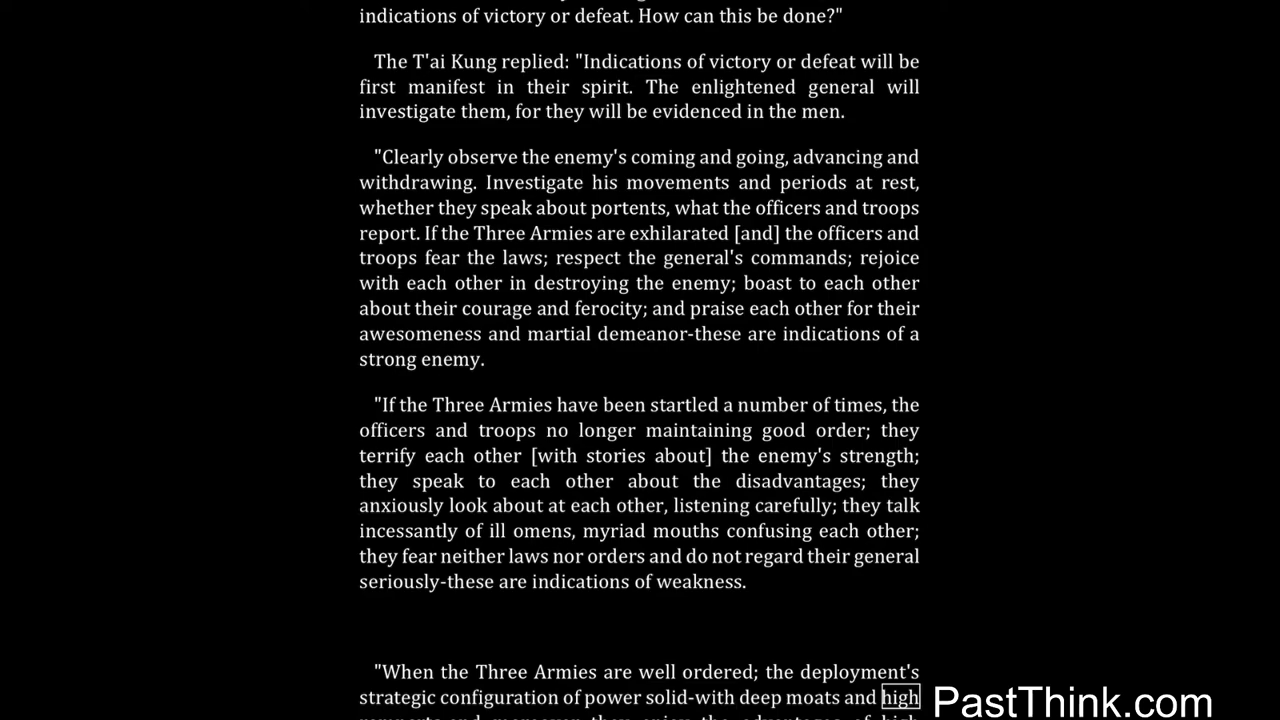 indications of victory or defeat. How can this be done?"
The T'ai Kung replied: "Indications of victory or defeat will be
first manifest in their spirit. The enlightened general will
investigate them, for they will be evidenced in the men.
"Clearly observe the enemy's coming and going, advancing and
withdrawing. Investigate his movements and periods at rest,
whether they speak about portents, what the officers and troops
report. If the Three Armies are exhilarated [and] the officers and
troops fear the laws; respect the general's commands; rejoice
with each other in destroying the enemy; boast to each other
about their courage and ferocity; and praise each other for their
awesomeness and martial demeanor-these are indications of a
strong enemy.
"If the Three Armies have been startled a number of times, the
officers and troops no longer maintaining good order; they
terrify each other [with stories about] the enemy's strength;
they speak to each other about the disadvantages; they
anxiously look about at each other, listening carefully; they talk
incessantly of ill omens, myriad mouths confusing each other;
they fear neither laws nor orders and do not regard their general
seriously-these are indications of weakness.
"When the Three Armies are well ordered; the deployment's
strategic configuration of power solid-with deep moats and high
PastThink.com